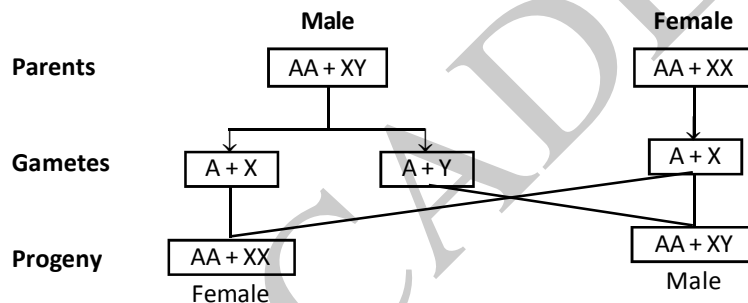 Male Female
Parents AA + XY AA + XX
Gametes A + X A + Y A + X
Progeny AA + XX AA + XY
Female Male